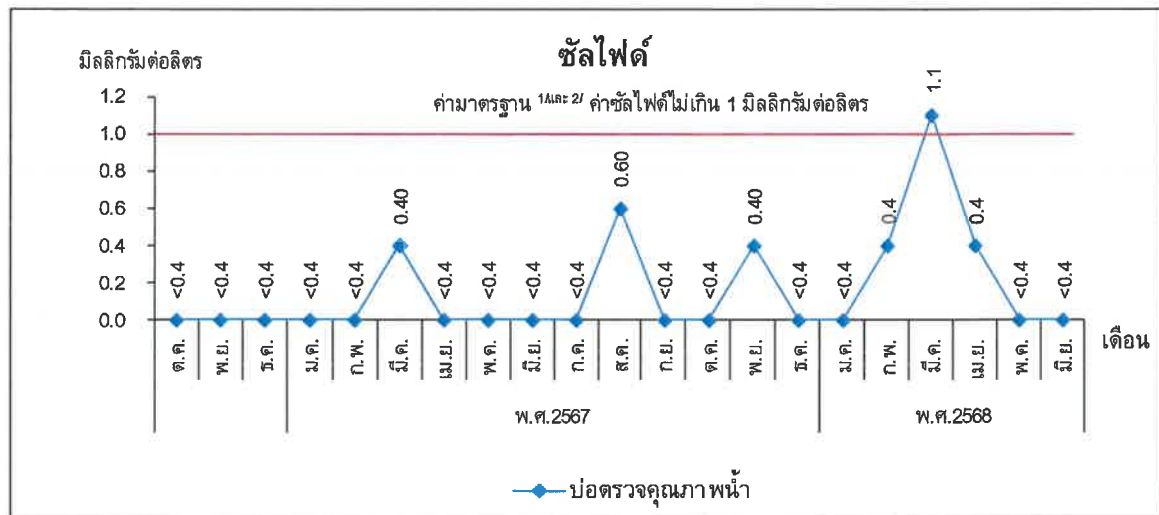 ซัลไฟด์
มิลลิกรัมต่อลิตร
ค่ามาตรฐาน 1/และ 2/ ค่าซัลไฟด์ไม่เกิน 1 มิลลิกรัมต่อลิตร
1.2
1.0
0.8
0.6
0.4
0.2
0.0
<0.4 <0.4 <0.4 <0.4 <0.4 0.40 <0.4 <0.4 <0.4 <0.4 0.60 <0.4 <0.4 0.40 <0.4 <0.4 0.4 1.1 0.4 <0.4 <0.4
ต.ค. พ.ย. ธ.ค. ม.ค. ก.พ. มี.ค. เม.ย. พ.ค. มิ.ย. ก.ค. ส.ค. ก.ย. ต.ค. พ.ย. ธ.ค. ม.ค. ก.พ. มี.ค. เม.ย. พ.ค. มิ.ย.
เดือน
พ.ศ.2567 พ.ศ.2568
บ่อตรวจคุณภาพน้ำ